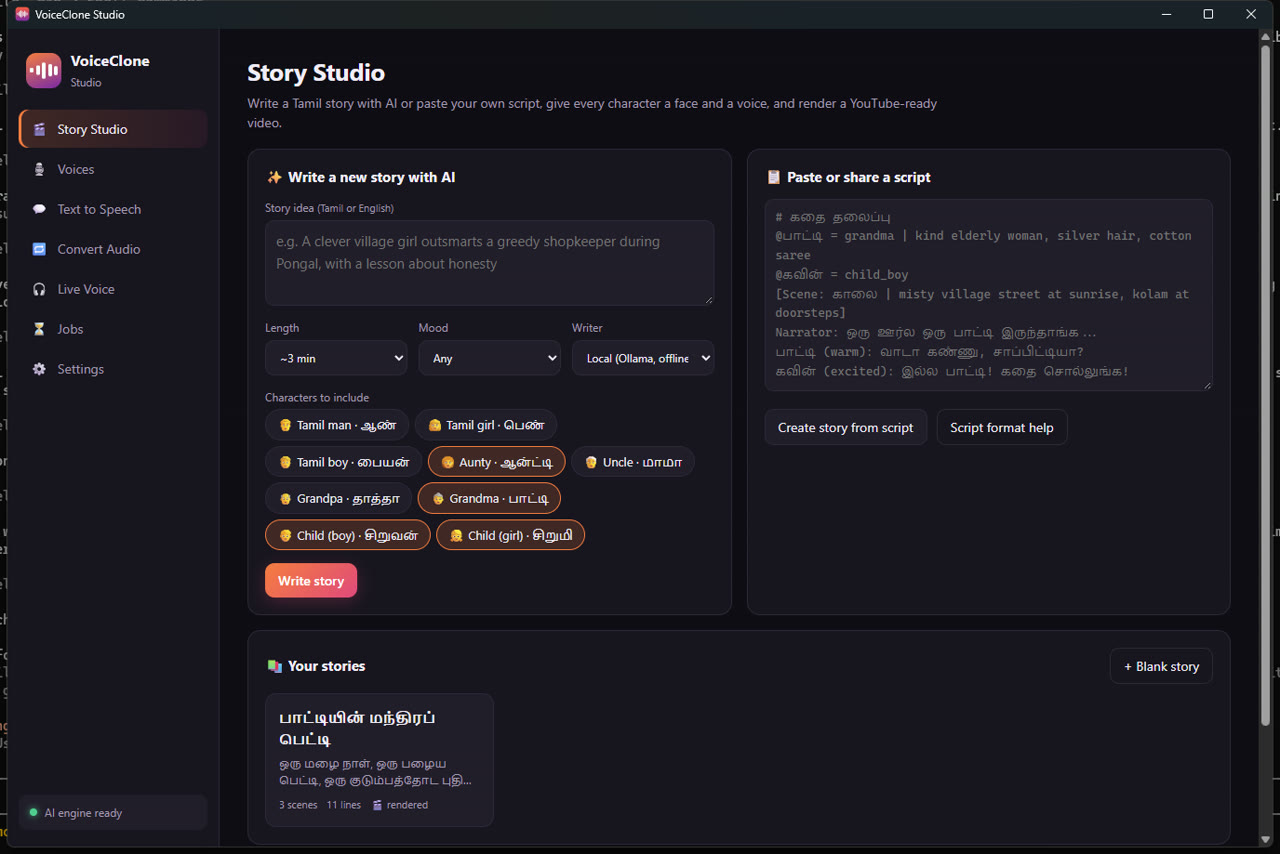 VoiceClone Studio
VoiceClone
Studio
Story Studio
Voices
Text to Speech
Convert Audio
Live Voice
Jobs
Settings
AI engine ready
Story Studio
Write a Tamil story with AI or paste your own script, give every character a face and a voice, and render a YouTube-ready
video.
Write a new story with AI
Story idea (Tamil or English)
e.g. A clever village girl outsmarts a greedy shopkeeper during
Pongal, with a lesson about honesty
Length
Mood
Writer
~3 min
Any
Local (Ollama, offline
Characters to include
Tamil man · ஆண்
Tamil girl · பெண்
Tamil boy · பையன்
Aunty · ஆன்ட்டி
Uncle · மாமா
Grandpa · தாத்தா
Grandma · பாட்டி
Child (boy) · சிறுவன்
Child (girl) · சிறுமி
Write story
Paste or share a script
# கதை தலைப்பு
@பாட்டி = grandma | kind elderly woman, silver hair, cotton
saree
@கவின் = child_boy
[Scene: காலை | misty village street at sunrise, kolam at
doorsteps]
Narrator: ஒரு ஊர்ல ஒரு பாட்டி இருந்தாங்க...
பாட்டி (warm): வாடா கண்ணு, சாப்பிட்டியா?
கவின் (excited): இல்ல பாட்டி! கதை சொல்லுங்க!
Create story from script
Script format help
Your stories
+ Blank story
பாட்டியின் மந்திரப்
பெட்டி
ஒரு மழை நாள், ஒரு பழைய
பெட்டி, ஒரு குடும்பத்தோட புதி...
3 scenes 11 lines rendered